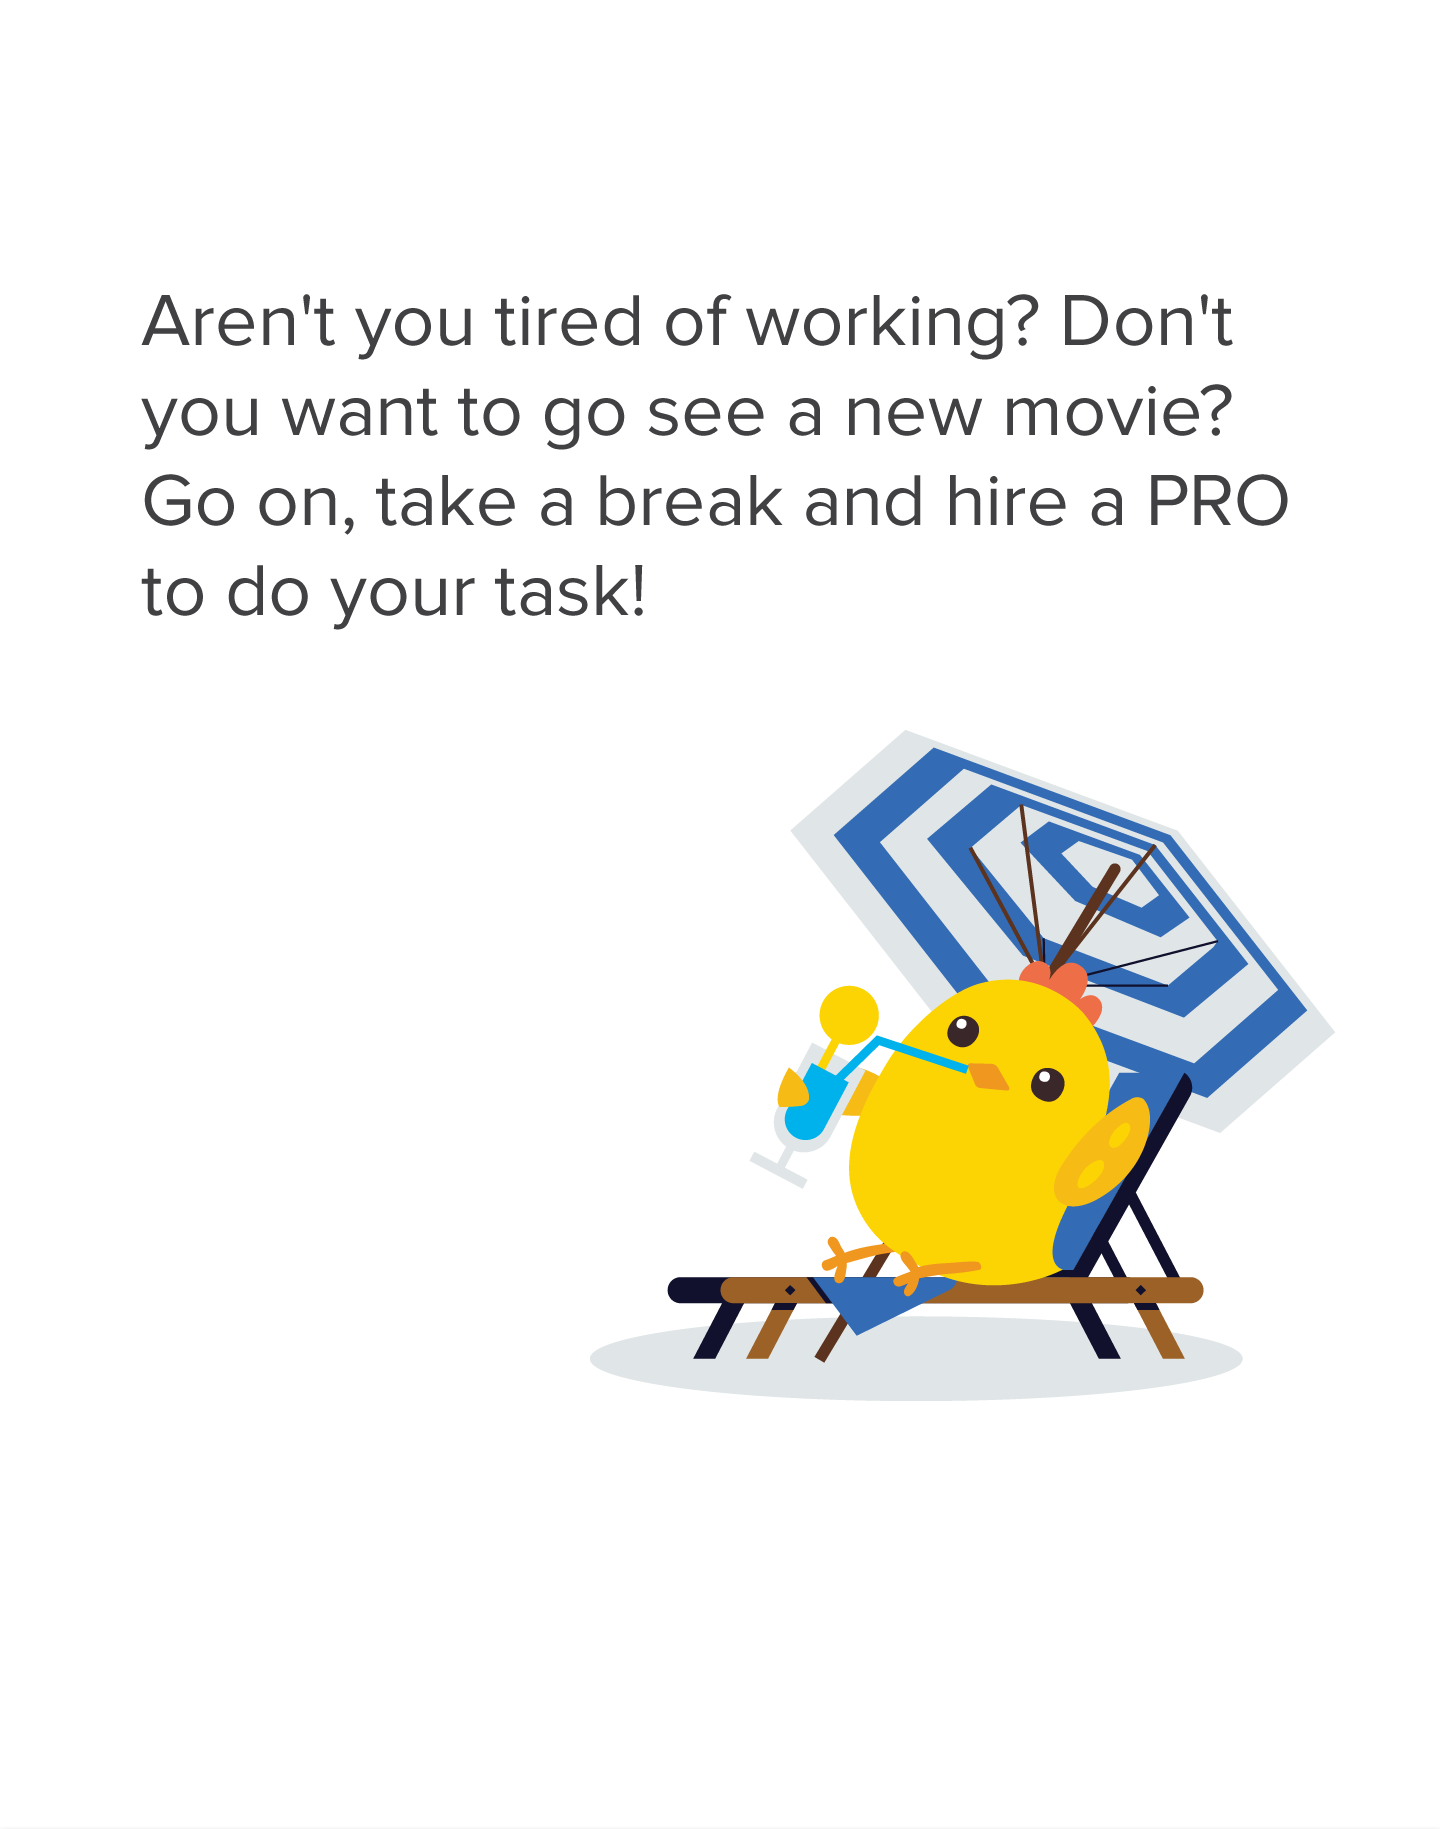 Aren't you tired of working? Don't
you want to go see a new movie?
Go on, take a break and hire a PRO
to do your task!